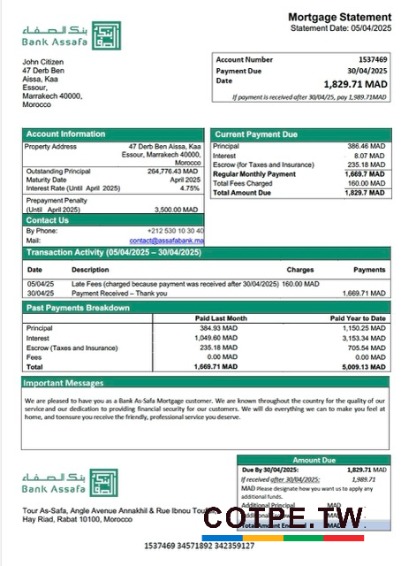 Mortgage Statement
Statement Date: 05/04/2025
بنك الصفاء
Bank Assafa
John Citizen
47 Derb Ben
Aissa, Kaa
Essour,
Marrakech 40000,
Morocco
Account Number 1537469
Payment Due 30/04/2025
Date 1,829.71 MAD
If payment is received after 30/04/25, pay 1,989.71MAD
Account Information
Property Address 47 Derb Ben Aissa, Kaa
Essour, Marrakech 40000,
Morocco
Outstanding Principal 264,776.43 MAD
Maturity Date April 2025
Interest Rate (Until April 2025) 4.75%
Prepayment Penalty
(Until April 2025) 3,500.00 MAD
Contact Us
By Phone: +212 530 10 30 40
Mail: contact@assafabank.ma
Current Payment Due
Principal 386.46 MAD
Interest 8.07 MAD
Escrow (for Taxes and Insurance) 235.18 MAD
Regular Monthly Payment 1,669.7 MAD
Total Fees Charged 160.00 MAD
Total Amount Due 1,829.7 MAD
Transaction Activity (05/04/2025 – 30/04/2025)
Date Description Charges Payments
05/04/25 Late Fees (charged because payment was received after 30/04/2025) 160.00 MAD
30/04/25 Payment Received – Thank you 1,669.71 MAD
Past Payments Breakdown
Paid Last Month Paid Year to Date
Principal 384.93 MAD 1,150.25 MAD
Interest 1,049.60 MAD 3,153.34 MAD
Escrow (Taxes and Insurance) 235.18 MAD 705.54 MAD
Fees 0.00 MAD 0.00 MAD
Total 1,669.71 MAD 5,009.13 MAD
Important Messages
We are pleased to have you as a Bank As-Safa Mortgage customer. We are known throughout the country for the quality of our
service and our dedication to providing financial security for our customers. We will do everything we can to make you feel at
home, and toensure you receive the friendly, professional service you deserve.
بنك الصفاء
Bank Assafa
Tour As-Safa, Angle Avenue Annakhil & Rue Ibnou
Hay Riad, Rabat 10100, Morocco
Amount Due
Due By 30/04/2025: 1,829.71 MAD
If received after 30/04/2025: 1,989.71
MAD Please designate how you want us to apply any
additional funds.
Additional Principal MAD
COTPE.TW
Total Amount MAD
1537469 34571892 342359127